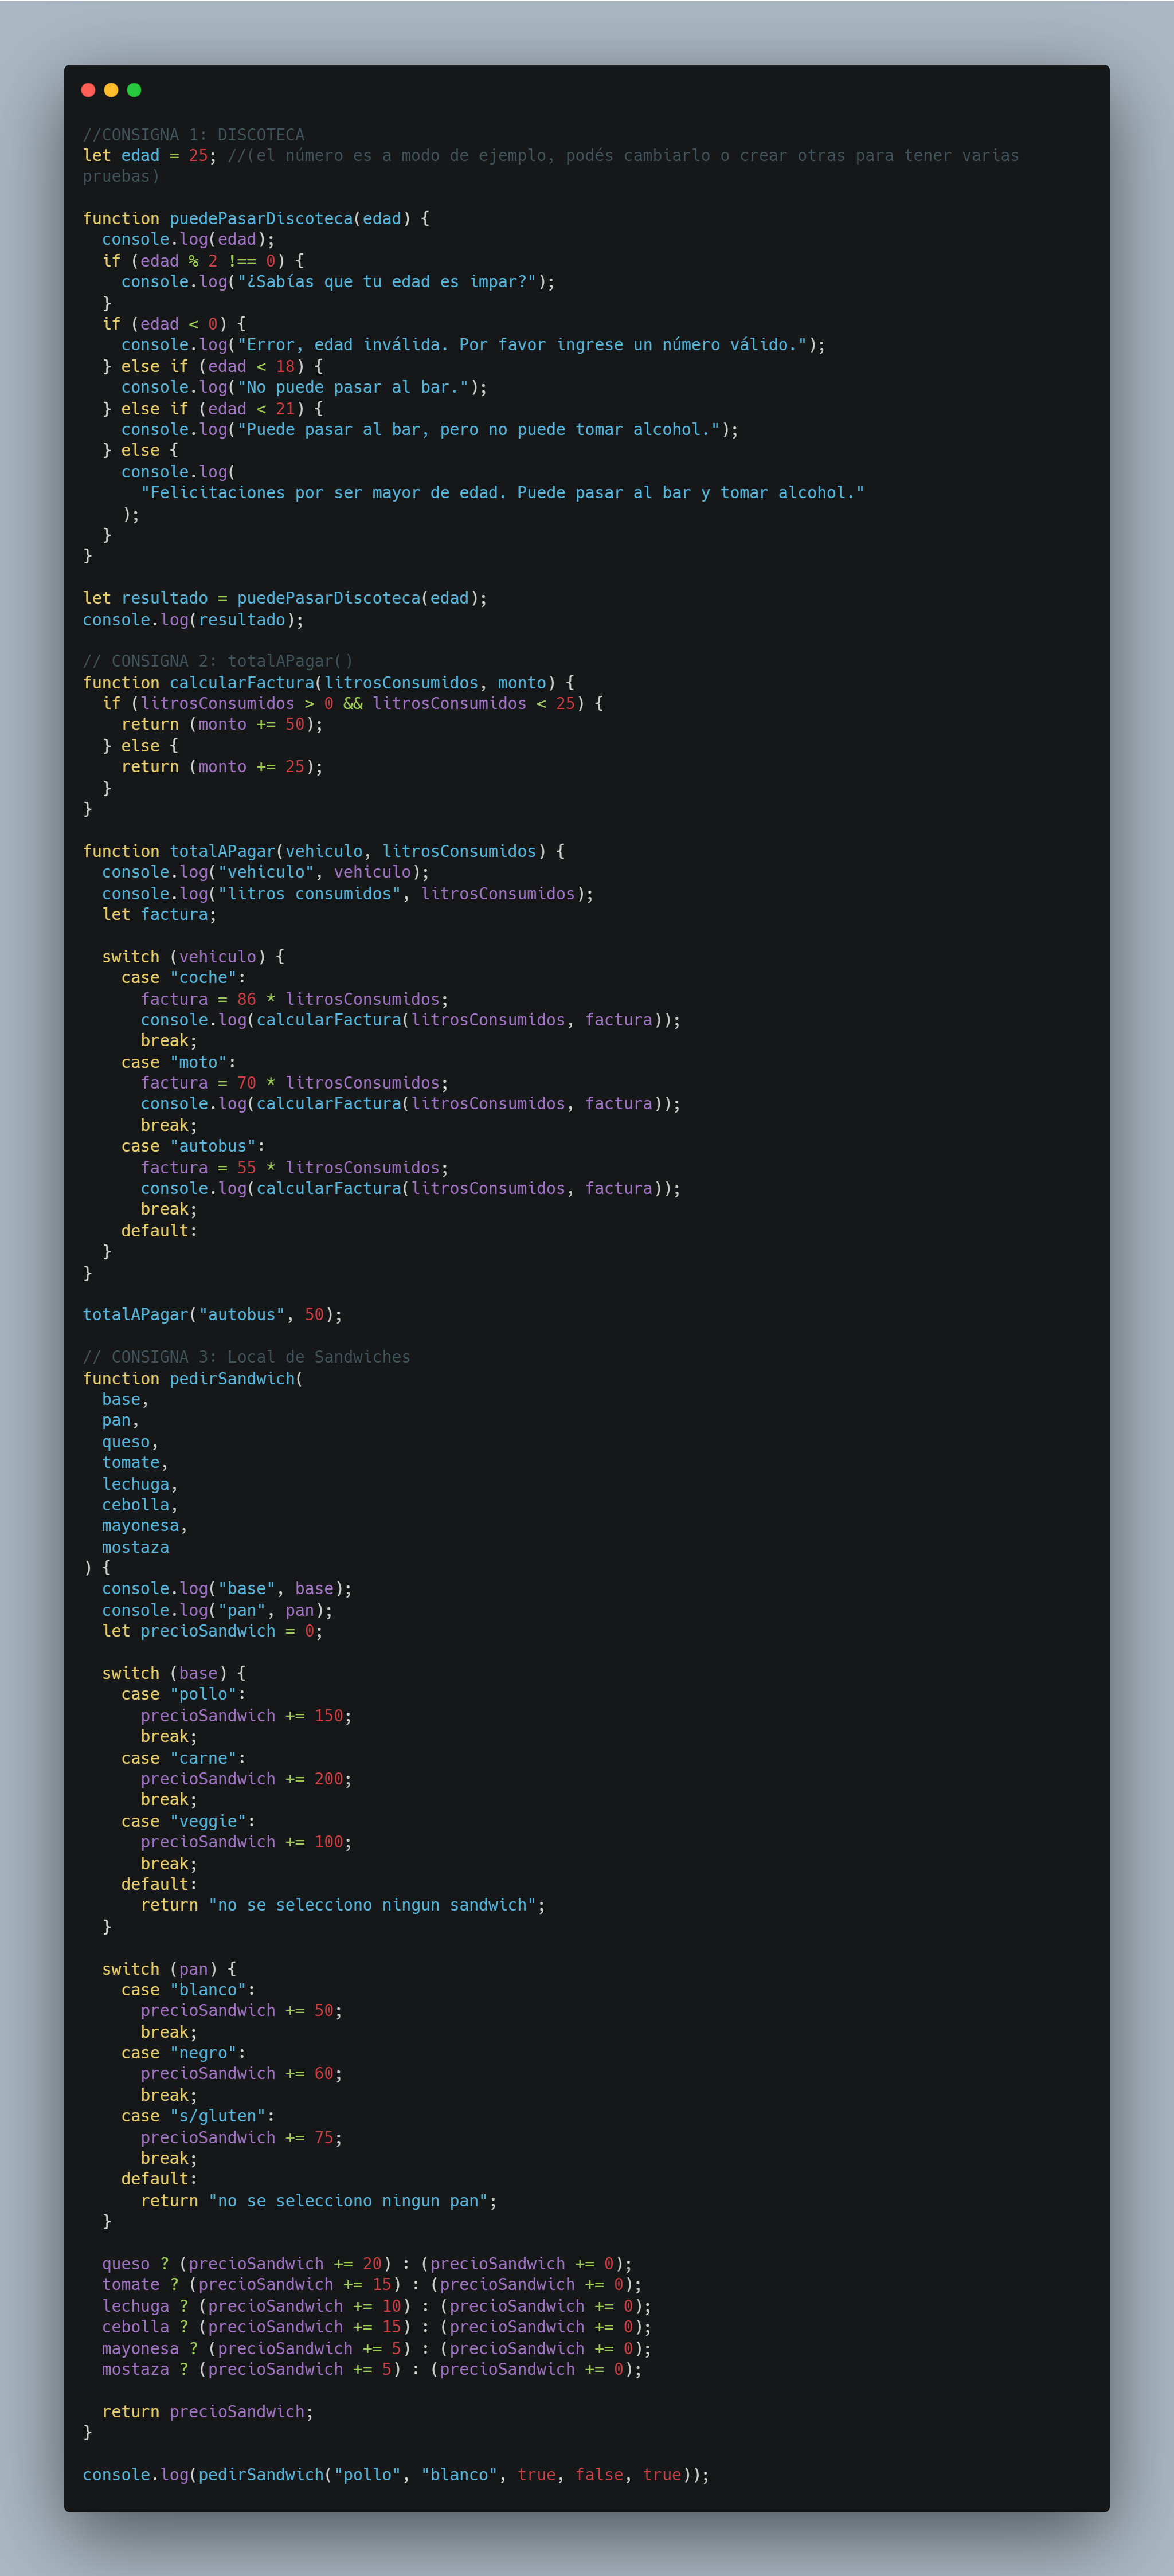 //CONSIGNA 1: DISCOTECA
let edad = 25; //(el número es a modo de ejemplo, podés cambiarlo o crear otras para tener varias
pruebas)

function puedePasarDiscoteca(edad) {
  console.log(edad);
  if (edad % 2 !== 0) {
    console.log("¿Sabías que tu edad es impar?");
  }
  if (edad < 0) {
    console.log("Error, edad inválida. Por favor ingrese un número válido.");
  } else if (edad < 18) {
    console.log("No puede pasar al bar.");
  } else if (edad < 21) {
    console.log("Puede pasar al bar, pero no puede tomar alcohol.");
  } else {
    console.log(
      "Felicitaciones por ser mayor de edad. Puede pasar al bar y tomar alcohol."
    );
  }
}

let resultado = puedePasarDiscoteca(edad);
console.log(resultado);

// CONSIGNA 2: totalAPagar()
function calcularFactura(litrosConsumidos, monto) {
  if (litrosConsumidos > 0 && litrosConsumidos < 25) {
    return (monto += 50);
  } else {
    return (monto += 25);
  }
}

function totalAPagar(vehiculo, litrosConsumidos) {
  console.log("vehiculo", vehiculo);
  console.log("litros consumidos", litrosConsumidos);
  let factura;

  switch (vehiculo) {
    case "coche":
      factura = 86 * litrosConsumidos;
      console.log(calcularFactura(litrosConsumidos, factura));
      break;
    case "moto":
      factura = 70 * litrosConsumidos;
      console.log(calcularFactura(litrosConsumidos, factura));
      break;
    case "autobus":
      factura = 55 * litrosConsumidos;
      console.log(calcularFactura(litrosConsumidos, factura));
      break;
    default:
  }
}

totalAPagar("autobus", 50);

// CONSIGNA 3: Local de Sandwiches
function pedirSandwich(
  base,
  pan,
  queso,
  tomate,
  lechuga,
  cebolla,
  mayonesa,
  mostaza
) {
  console.log("base", base);
  console.log("pan", pan);
  let precioSandwich = 0;

  switch (base) {
    case "pollo":
      precioSandwich += 150;
      break;
    case "carne":
      precioSandwich += 200;
      break;
    case "veggie":
      precioSandwich += 100;
      break;
    default:
      return "no se selecciono ningun sandwich";
  }

  switch (pan) {
    case "blanco":
      precioSandwich += 50;
      break;
    case "negro":
      precioSandwich += 60;
      break;
    case "s/gluten":
      precioSandwich += 75;
      break;
    default:
      return "no se selecciono ningun pan";
  }

  queso ? (precioSandwich += 20) : (precioSandwich += 0);
  tomate ? (precioSandwich += 15) : (precioSandwich += 0);
  lechuga ? (precioSandwich += 10) : (precioSandwich += 0);
  cebolla ? (precioSandwich += 15) : (precioSandwich += 0);
  mayonesa ? (precioSandwich += 5) : (precioSandwich += 0);
  mostaza ? (precioSandwich += 5) : (precioSandwich += 0);

  return precioSandwich;
}

console.log(pedirSandwich("pollo", "blanco", true, false, true));